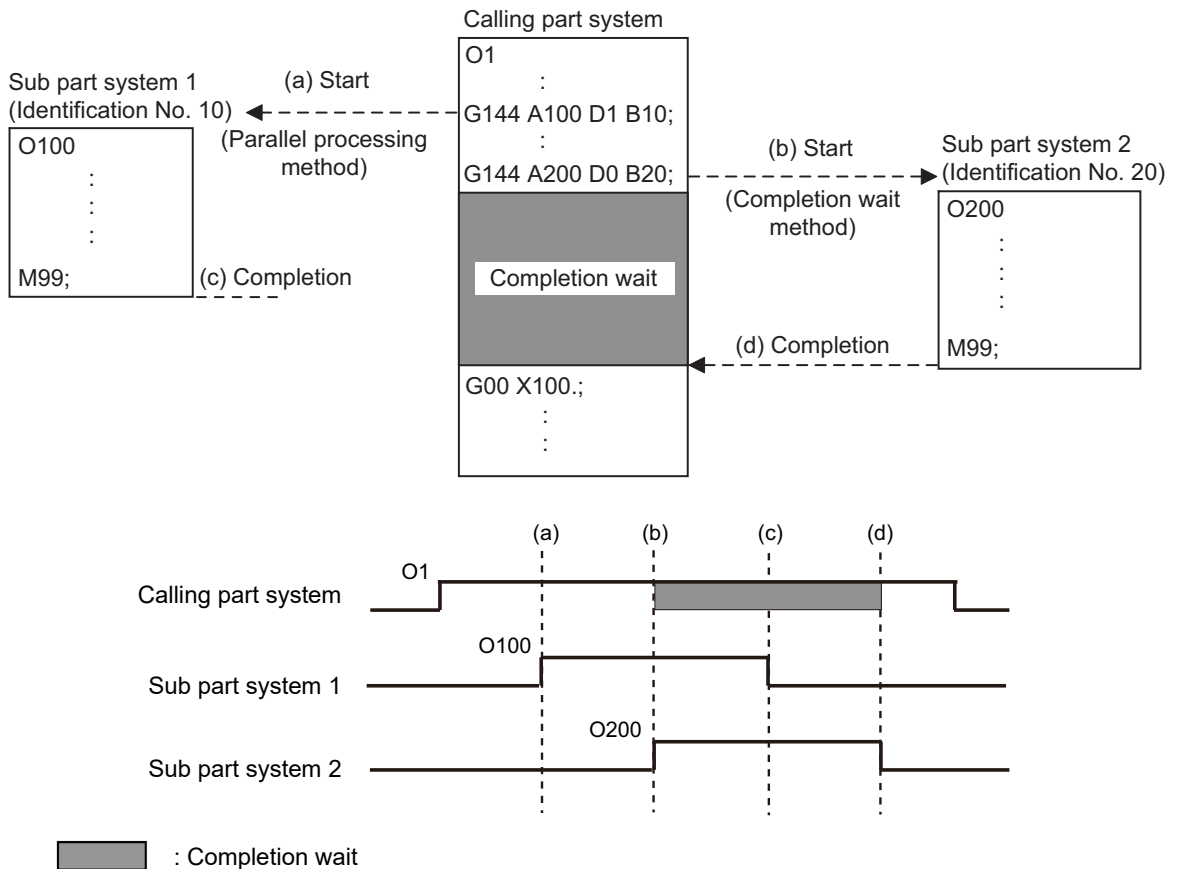 Calling part system
O1
:
G144 A100 D1 B10;
:
G144 A200 D0 B20;
Completion wait
G00 X100.;
:
:
Sub part system 1
(Identification No. 10)
O100
:
:
:
M99;
(a) Start
(Parallel processing
method)
(c) Completion
(b) Start
(Completion wait
method)
(d) Completion
Sub part system 2
(Identification No. 20)
O200
:
:
:
M99;
(a) (b) (c) (d)
O1
Calling part system
O100
Sub part system 1
O200
Sub part system 2
: Completion wait